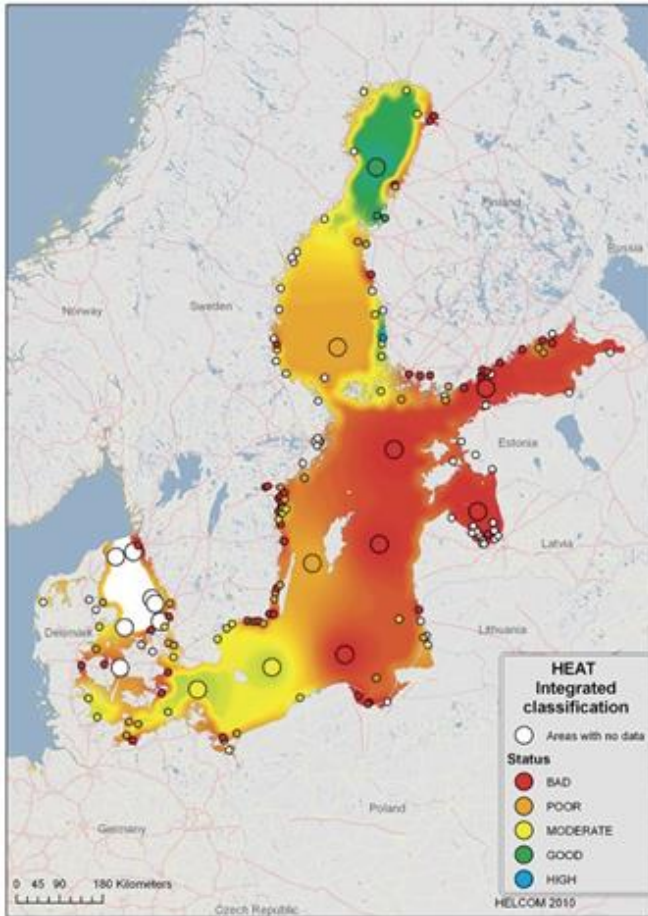 Norway
Sweden
Finland
Russia
Estonia
Latvia
Denmark
Lithuania
Poland
Germany
Czech Republic
HEAT
Integrated
classification
Areas with no data
Status
BAD
POOR
MODERATE
GOOD
HIGH
0 45 90 180 Kilometers
HELCOM 2010